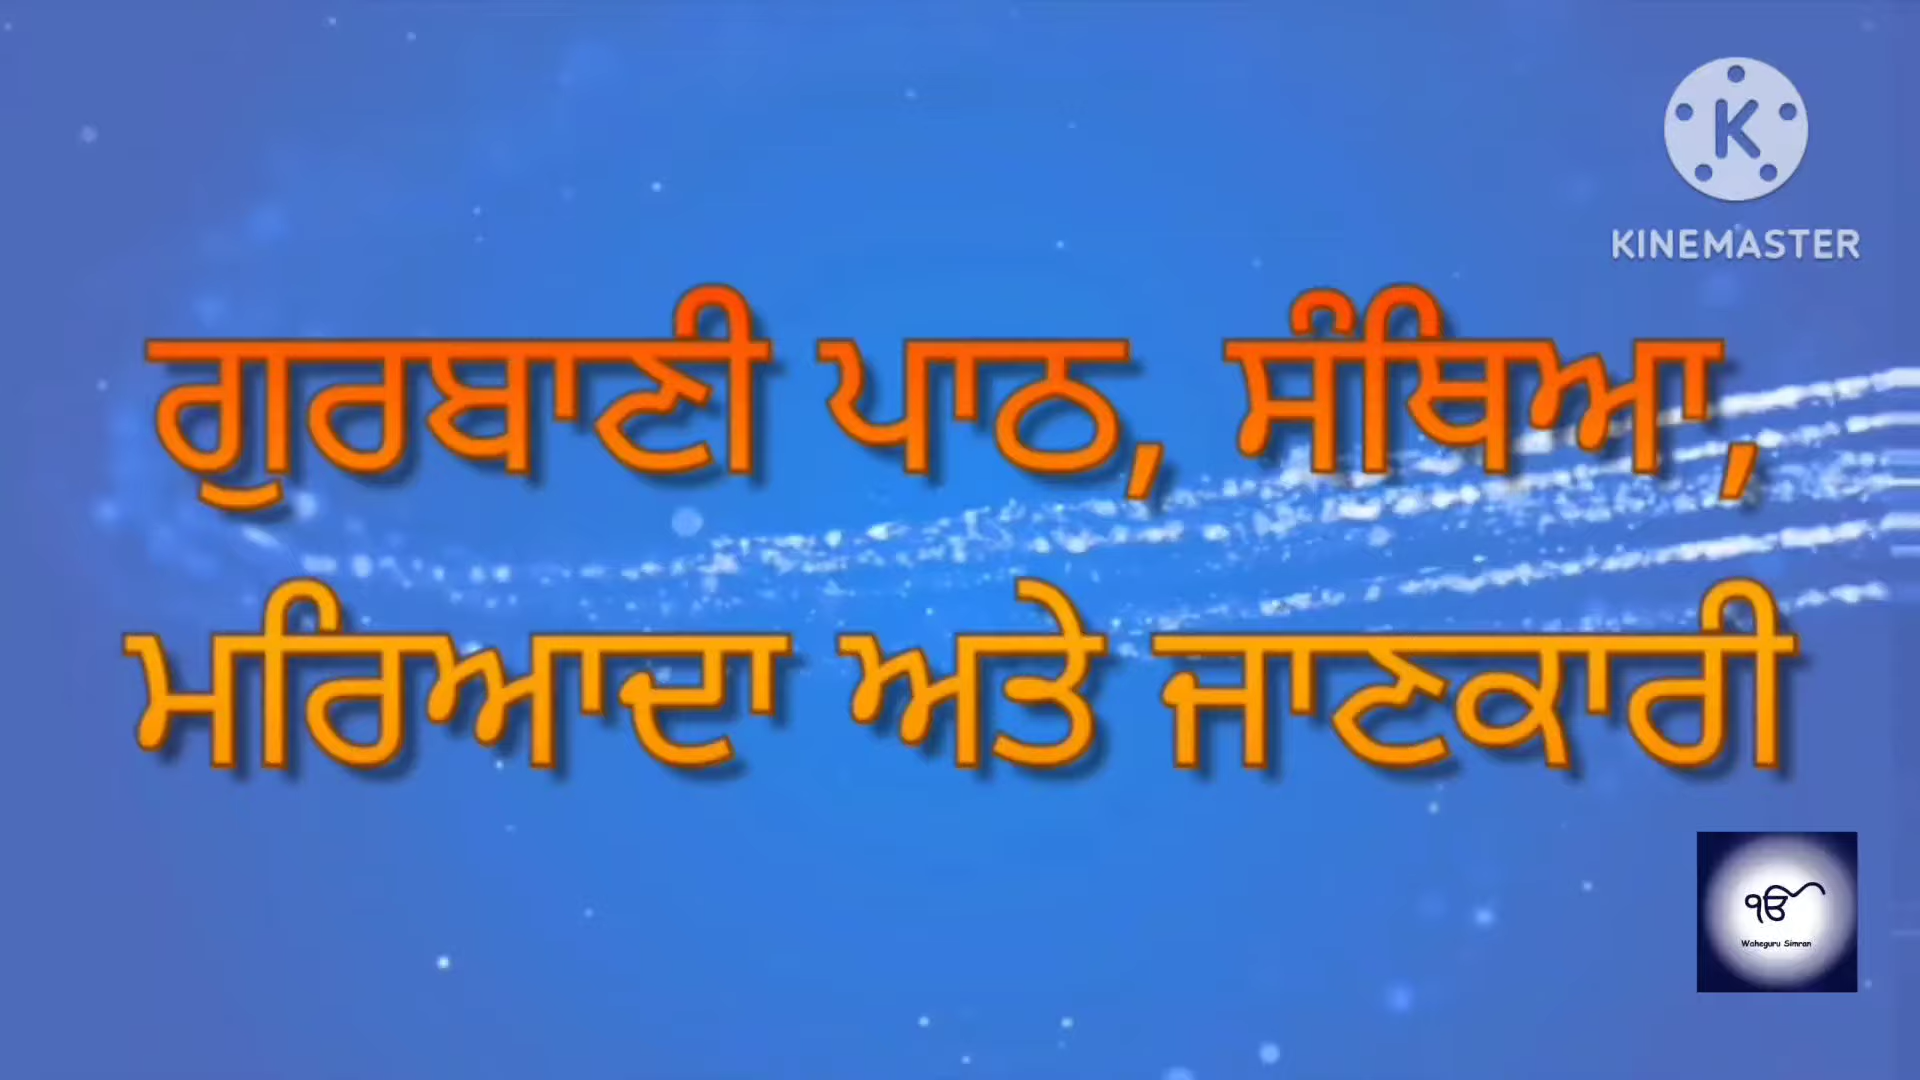 K
KINEMASTER
ਗੁਰਬਾਣੀ ਪਾਠ, ਸੰਥਿਆ,
ਮਰਿਆਦਾ ਅਤੇ ਜਾਣਕਾਰੀ
ੴ
Waheguru Simran